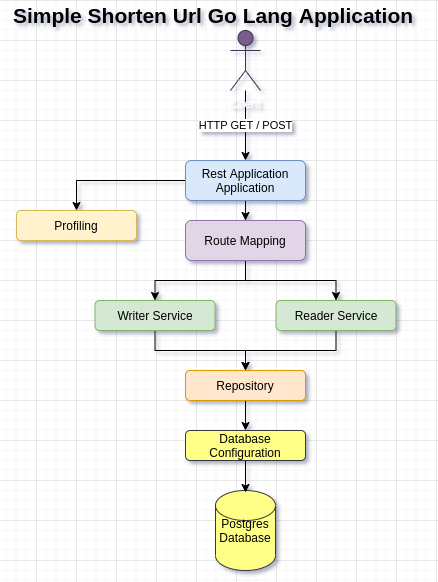 Simple Shorten Url Go Lang Application
Client
HTTP GET / POST
Rest Application
Application
Profiling
Route Mapping
Writer Service
Reader Service
Repository
Database
Configuration
Postgres
Database